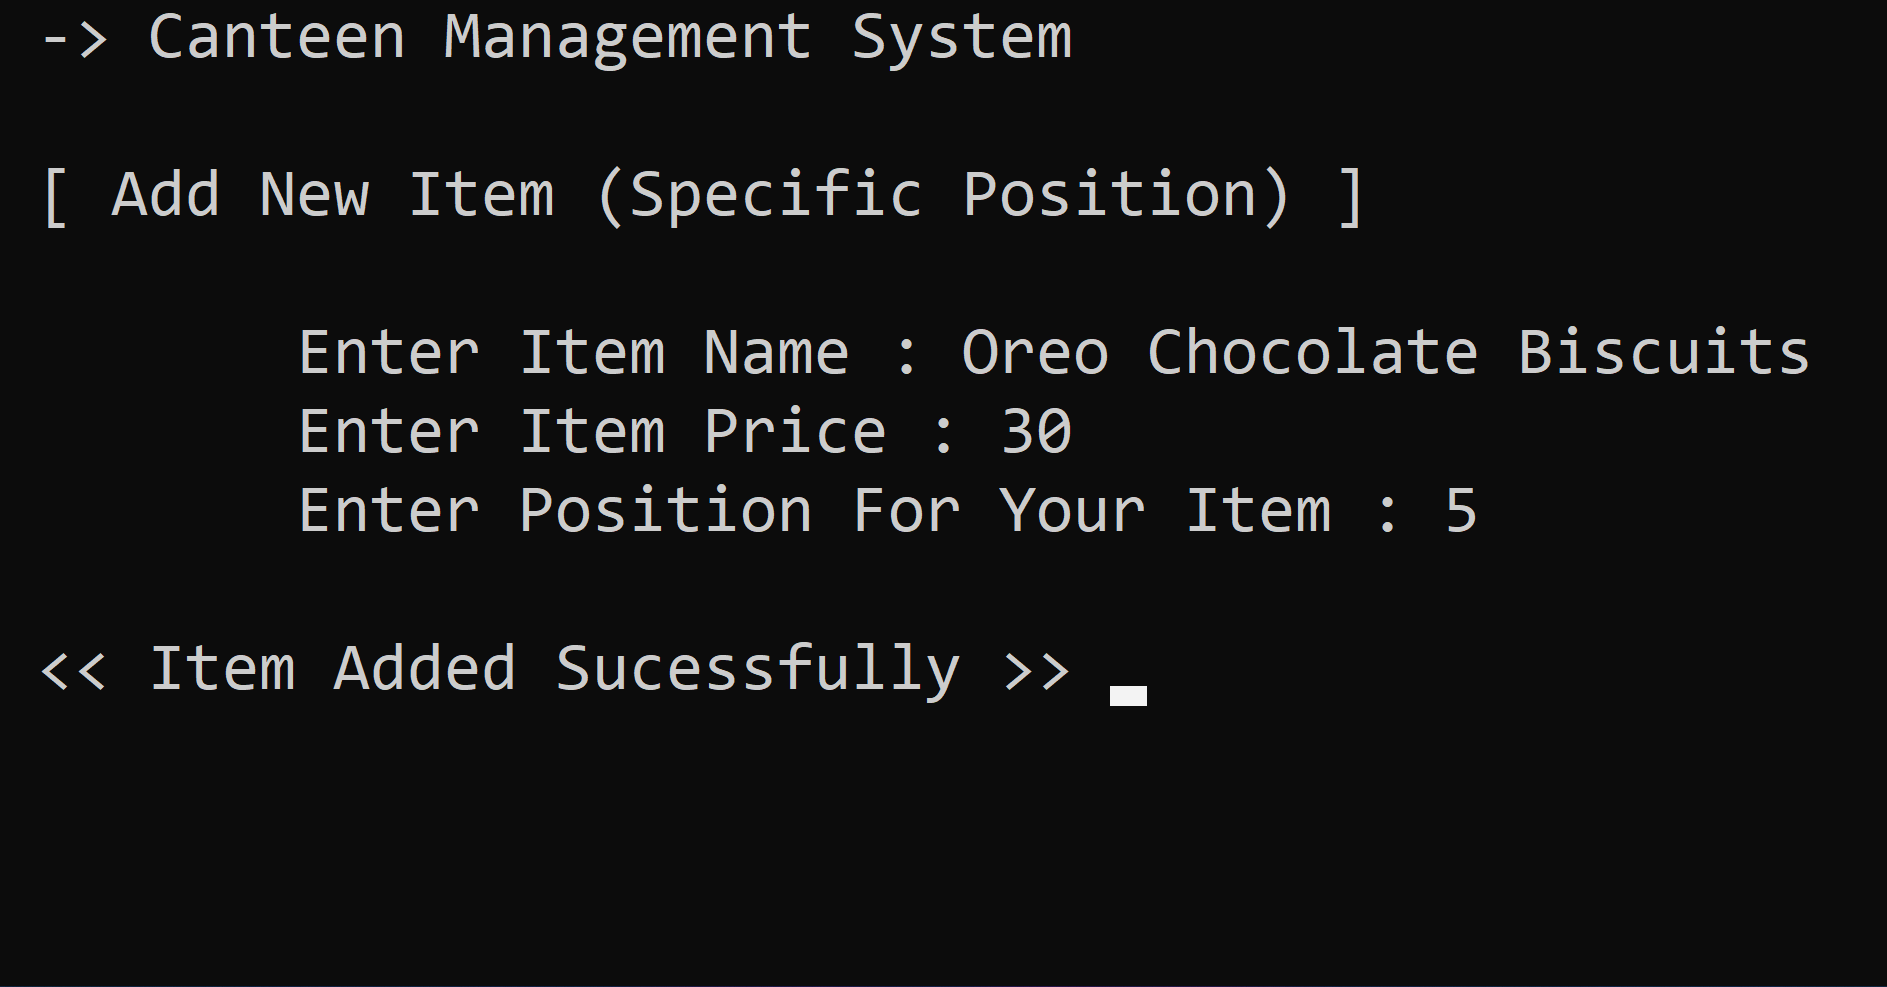 -> Canteen Management System
[ Add New Item (Specific Position) ]
Enter Item Name : Oreo Chocolate Biscuits
Enter Item Price : 30
Enter Position For Your Item : 5
<< Item Added Sucessfully >>